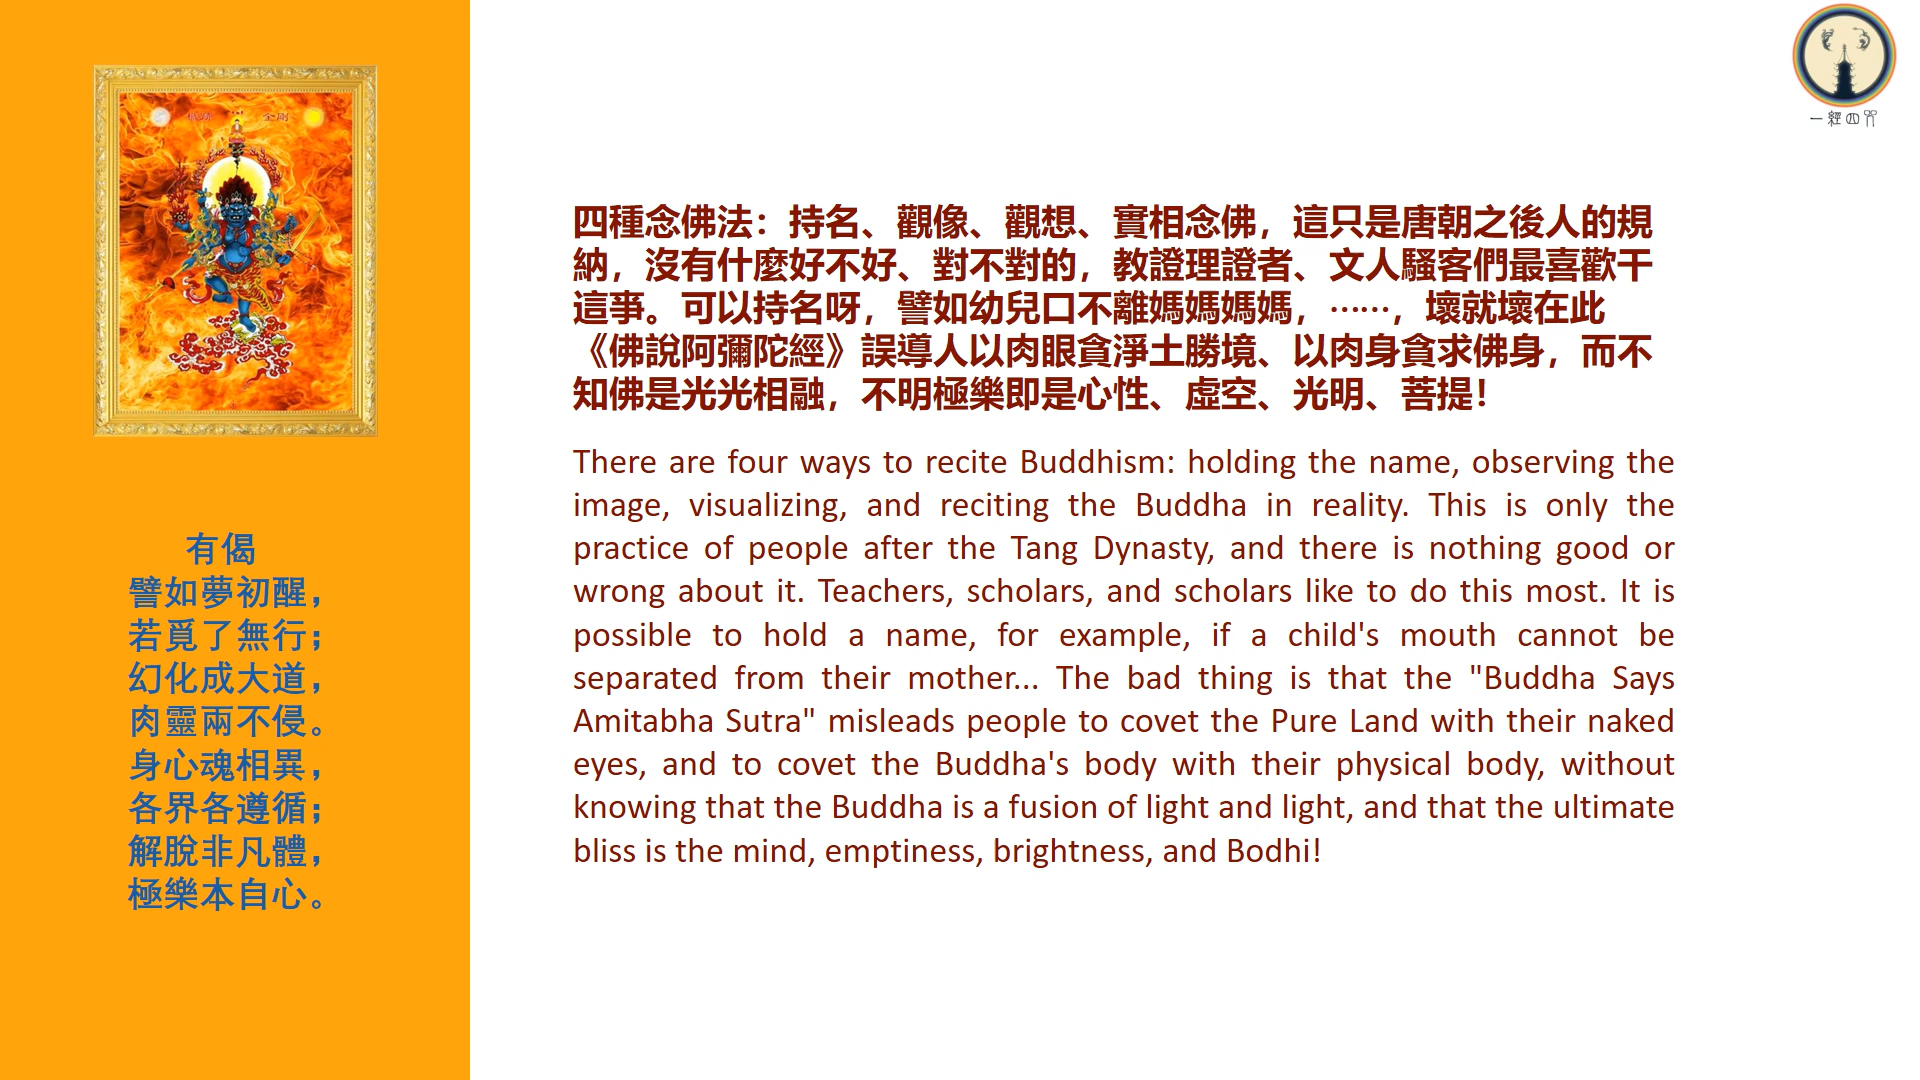 一經四咒
金剛
有偈
譬如夢初醒，
若覓了無行；
幻化成大道，
肉靈兩不侵。
身心魂相異，
各界各遵循；
解脫非凡體，
極樂本自心。
四種念佛法：持名、觀像、觀想、實相念佛，這只是唐朝之後人的規
納，沒有什麼好不好、對不對的，教證理證者、文人騷客們最喜歡干
這事。可以持名呀，譬如幼兒口不離媽媽媽媽，……，壞就壞在此
《佛說阿彌陀經》誤導人以肉眼貪淨土勝境、以肉身貪求佛身，而不
知佛是光光相融，不明極樂即是心性、虛空、光明、菩提！
There are four ways to recite Buddhism: holding the name, observing the
image, visualizing, and reciting the Buddha in reality. This is only the
practice of people after the Tang Dynasty, and there is nothing good or
wrong about it. Teachers, scholars, and scholars like to do this most. It is
possible to hold a name, for example, if a child's mouth cannot be
separated from their mother... The bad thing is that the "Buddha Says
Amitabha Sutra" misleads people to covet the Pure Land with their naked
eyes, and to covet the Buddha's body with their physical body, without
knowing that the Buddha is a fusion of light and light, and that the ultimate
bliss is the mind, emptiness, brightness, and Bodhi!